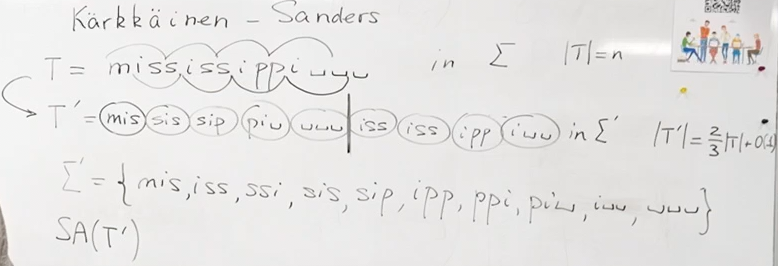 Kärkkäinen - Sanders
T = mississippi␣␣␣ in Σ |T|=n
T' = mis sis sip pi␣ ␣␣␣ | iss iss ipp i␣␣ in Σ' |T'|=2/3|T|+O(1)
Σ' = {mis, iss, ssi, sis, sip, ipp, ppi, pi␣, i␣␣, ␣␣␣}
SA(T')